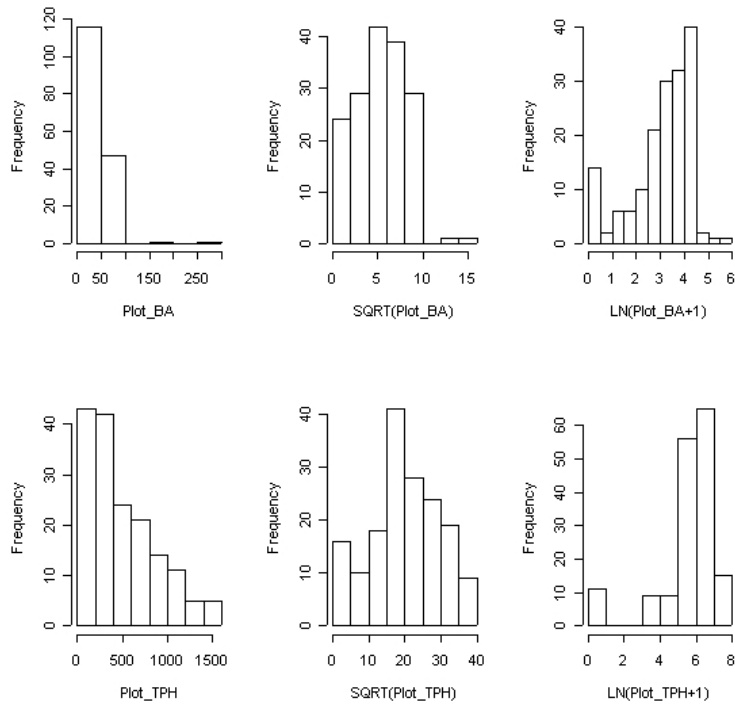 Frequency
0 20 40 60 80 100 120
0 50 150 250
Plot_BA
Frequency
0 10 20 30 40
0 5 10 15
SQRT(Plot_BA)
Frequency
0 10 20 30 40
0 1 2 3 4 5 6
LN(Plot_BA+1)
Frequency
0 10 20 30 40
0 500 1000 1500
Plot_TPH
Frequency
0 10 20 30 40
0 10 20 30 40
SQRT(Plot_TPH)
Frequency
0 10 20 30 40 50 60
0 2 4 6 8
LN(Plot_TPH+1)